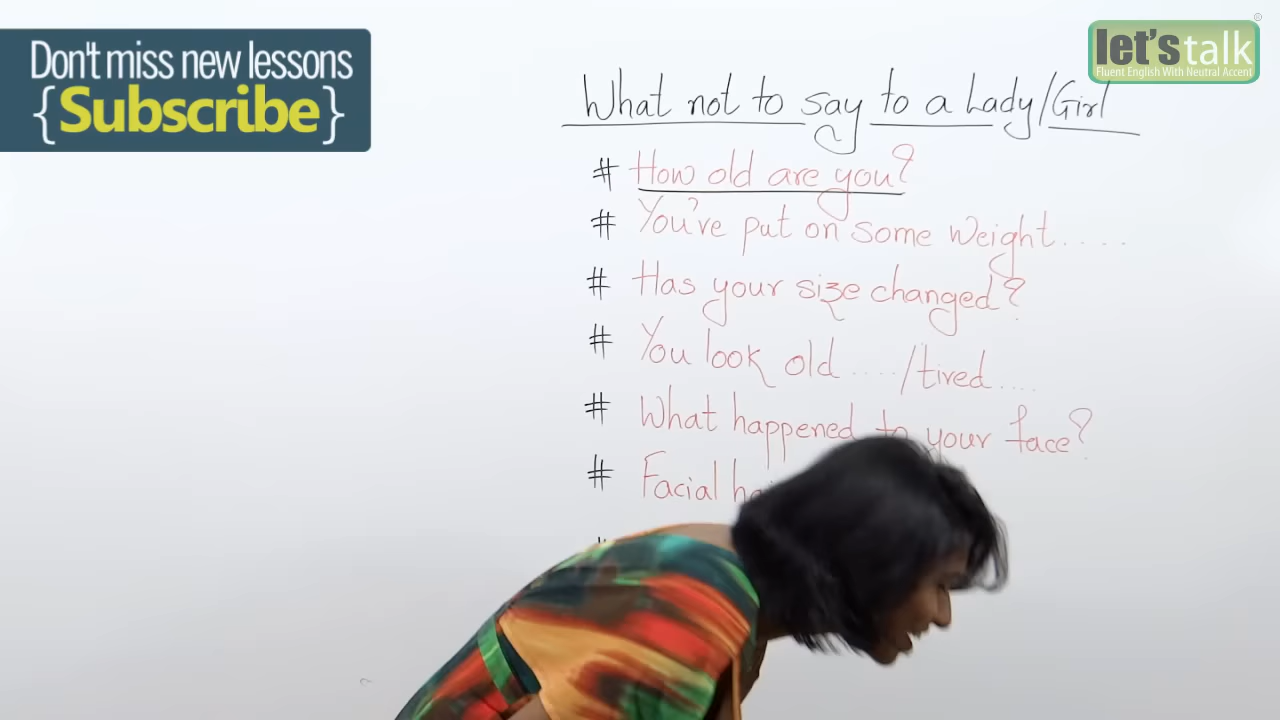 Don't miss new lessons
{Subscribe}
let's talk
Fluent English With Neutral Accent
What not to say to a Lady/Girl
# How old are you?
# You've put on some weight.....
# Has your size changed?
# You look old ..../tired....
# What happened to your face?
# Facial